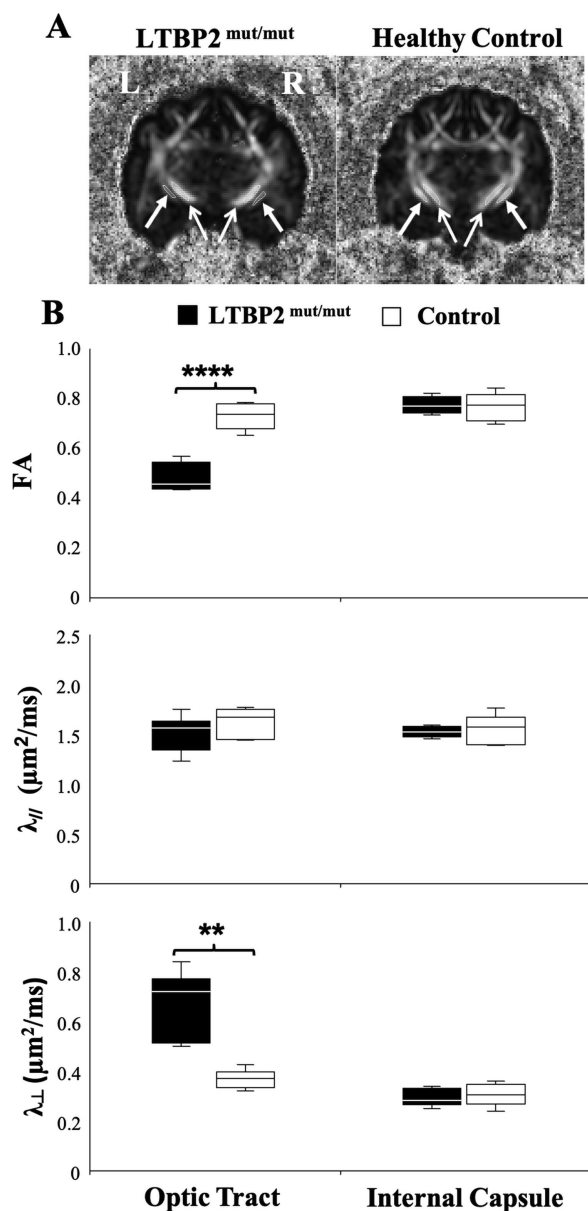 A
LTBP2 mut/mut Healthy Control
L R
B
LTBP2 mut/mut Control
1.0
0.8
0.6
0.4
0.2
0
FA
****
2.5
2.0
1.5
1.0
0.5
0
λ// (μm²/ms)
1.0
0.8
0.6
0.4
0.2
0
λ⊥ (μm²/ms)
**
Optic Tract Internal Capsule